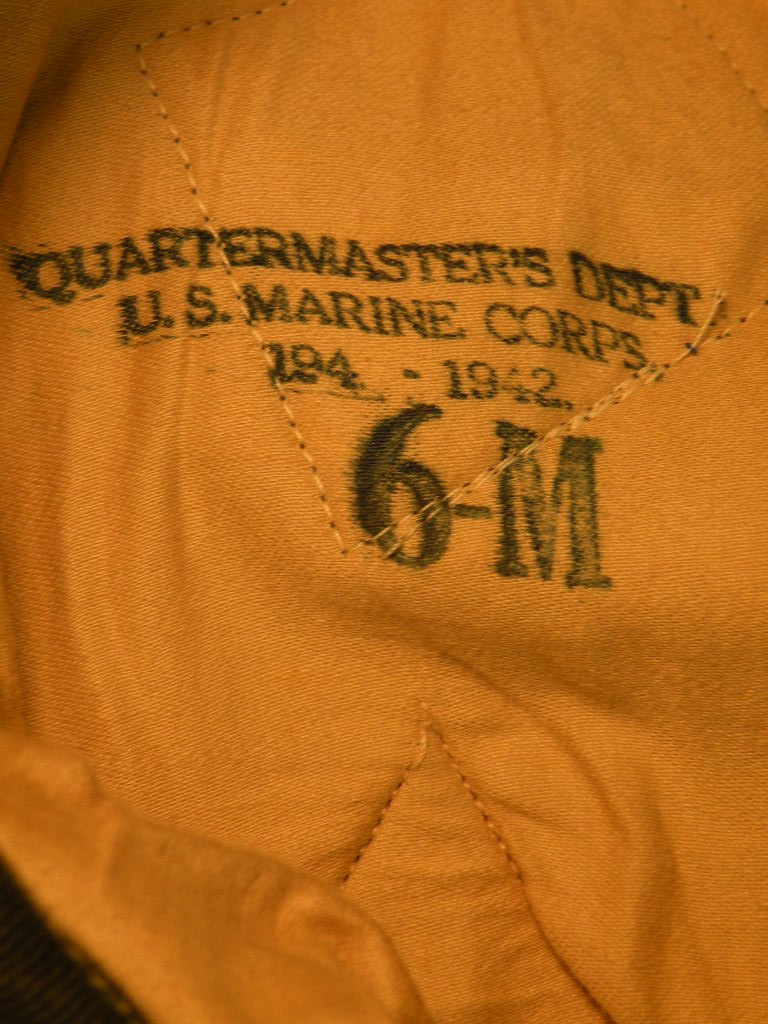 QUARTERMASTER'S DEPT
U.S. MARINE CORPS
194 - 1942.
6-M